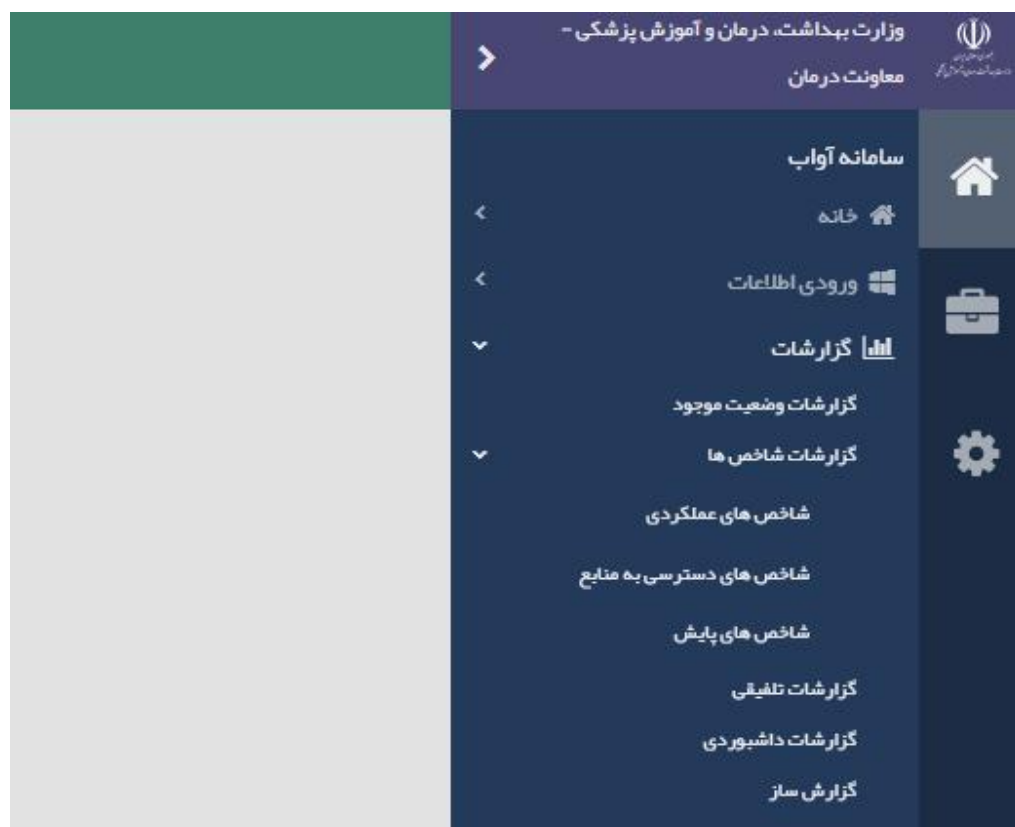 وزارت بهداشت، درمان و آموزش پزشکی -
معاونت درمان
سامانه آواب
خانه
ورودی اطلاعات
گزارشات
گزارشات وضعیت موجود
گزارشات شاخص ها
شاخص های عملکردی
شاخص های دسترسی به منابع
شاخص های پایش
گزارشات تلفیقی
گزارشات داشبوردی
گزارش ساز